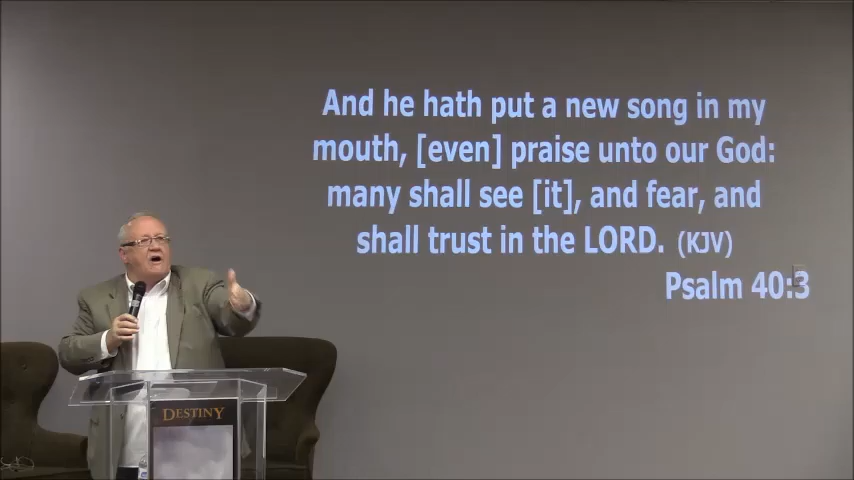 And he hath put a new song in my
mouth, [even] praise unto our God:
many shall see [it], and fear, and
shall trust in the LORD. (KJV)
Psalm 40:3
DESTINY